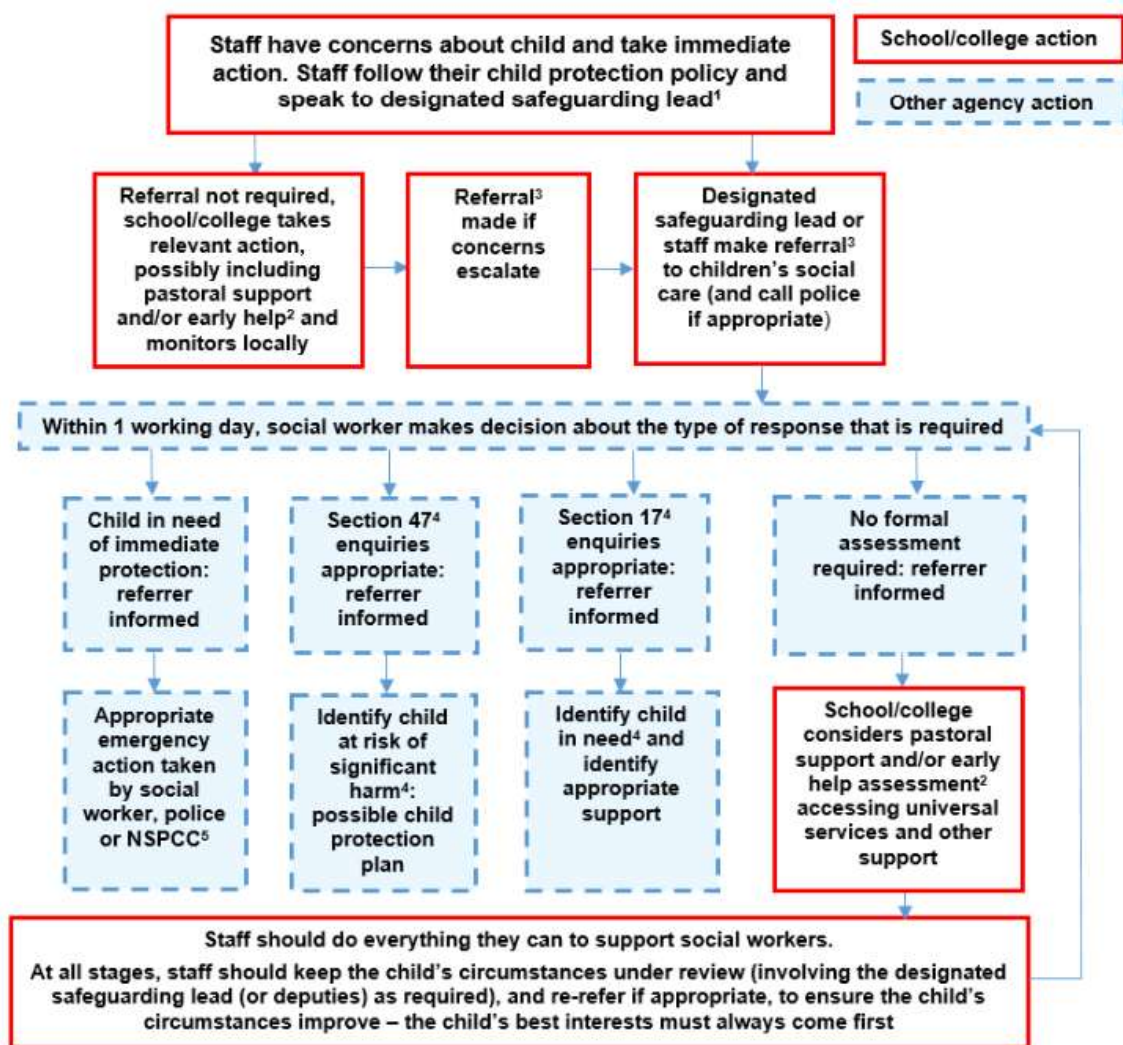 Staff have concerns about child and take immediate
action. Staff follow their child protection policy and
speak to designated safeguarding lead¹
School/college action
Other agency action
Referral not required,
school/college takes
relevant action,
possibly including
pastoral support
and/or early help² and
monitors locally
Referral³
made if
concerns
escalate
Designated
safeguarding lead or
staff make referral³
to children's social
care (and call police
if appropriate)
Within 1 working day, social worker makes decision about the type of response that is required
Child in need
of immediate
protection:
referrer
informed
Section 47⁴
enquiries
appropriate:
referrer
informed
Section 17⁴
enquiries
appropriate:
referrer
informed
No formal
assessment
required: referrer
informed
Appropriate
emergency
action taken
by social
worker, police
or NSPCC⁵
Identify child
at risk of
significant
harm⁴:
possible child
protection
plan
Identify child
in need⁴ and
identify
appropriate
support
School/college
considers pastoral
support and/or early
help assessment²
accessing universal
services and other
support
Staff should do everything they can to support social workers.
At all stages, staff should keep the child's circumstances under review (involving the designated
safeguarding lead (or deputies) as required), and re-refer if appropriate, to ensure the child's
circumstances improve – the child's best interests must always come first